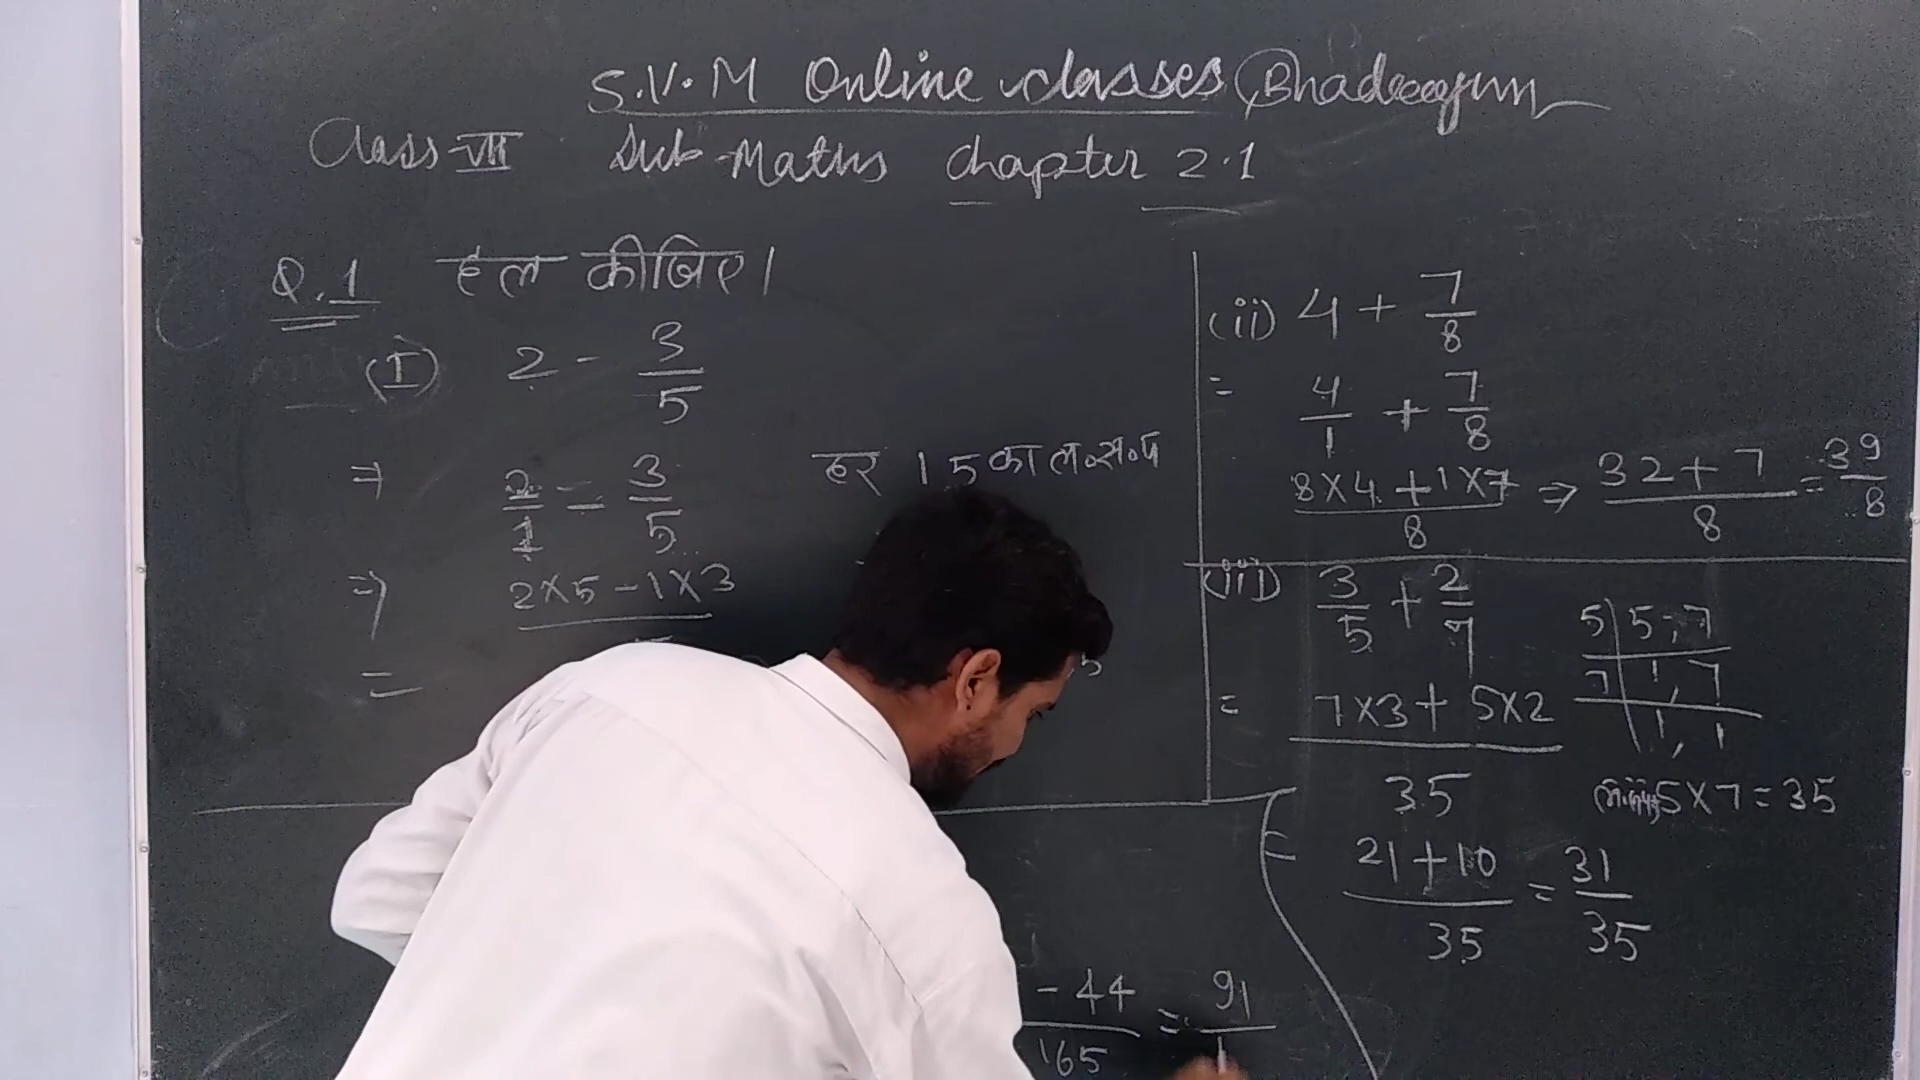 S.V.M Online classes Bhadragun
Class-VII Sub-Maths Chapter 2.1
Q.1 हल कीजिए।
(I) 2 - 3/5
⇒ 2/1 - 3/5 हर 1 5 का ल.स.प
⇒ 2×5-1×3
=
(ii) 4 + 7/8
= 4/1 + 7/8
8×4+1×7/8 ⇒ 32+7/8 = 39/8
(iii) 3/5 + 2/7
5 | 5, 7
7 | 1, 7
| 1, 1
= 7×3+5×2/35
5×7=35
= 21+10/35 = 31/35
-44/165 = 91/1